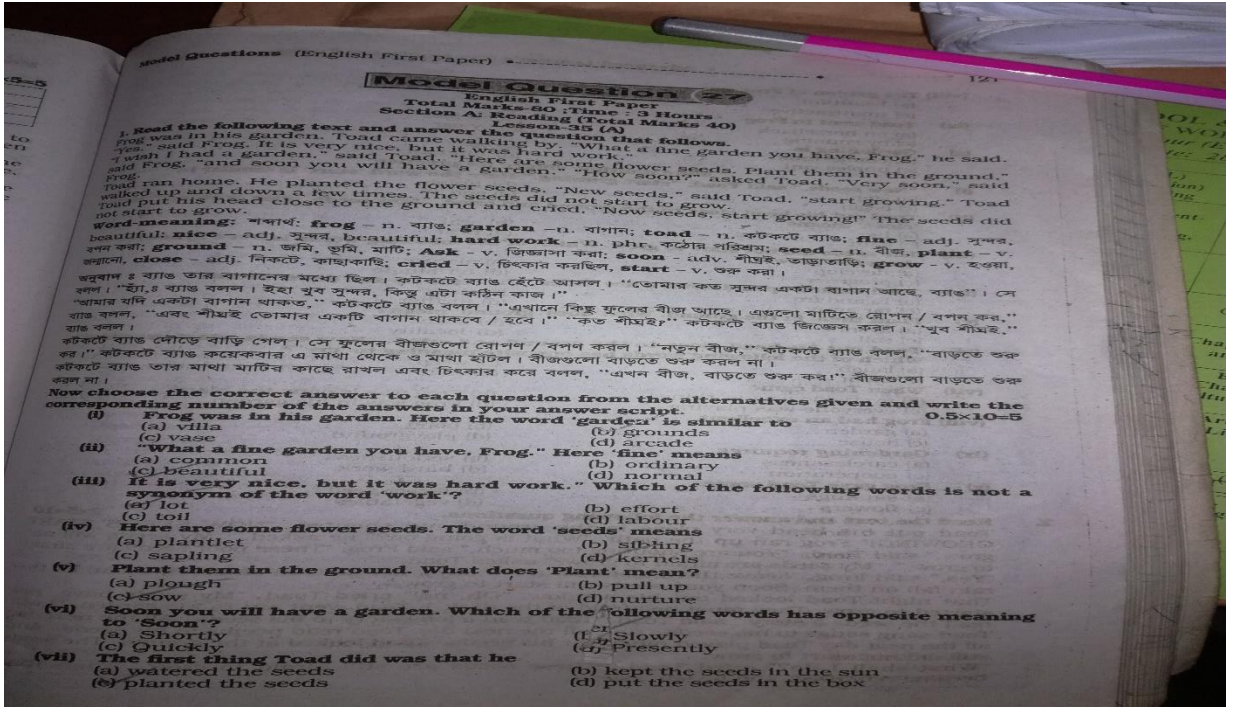 Model Questions (English First Paper)
Model Question 27
English First Paper
Total Marks-80 ;Time : 3 Hours
Section A: Reading (Total Marks 40)
Lesson-35 (A)
1. Read the following text and answer the question that follows.
Frog was in his garden. Toad came walking by. "What a fine garden you have, Frog." he said.
"Yes," said Frog. It is very nice, but it was hard work."
"I wish I had a garden," said Toad. "Here are some flower seeds. Plant them in the ground."
said Frog, "and soon you will have a garden." "How soon?" asked Toad. "Very soon," said
Frog.
Toad ran home. He planted the flower seeds. "New seeds," said Toad, "start growing." Toad
walked up and down a few times. The seeds did not start to grow.
Toad put his head close to the ground and cried. "Now seeds, start growing!" The seeds did
not start to grow.
Word-meaning: শব্দার্থ: frog – n. ব্যাঙ; garden –n. বাগান; toad – n. কটকটে ব্যাঙ; fine – adj. সুন্দর,
beautiful; nice – adj. সুন্দর, beautiful; hard work – n. phr. কঠোর পরিশ্রম; seed – n. বীজ, plant – v.
বপন করা; ground – n. জমি, ভূমি, মাটি; Ask - v. জিজ্ঞাসা করা; soon - adv. শীঘ্রই, তাড়াতাড়ি; grow - v. হওয়া,
জন্মানো, close – adj. নিকটে, কাছাকাছি; cried – v. চিৎকার করছিল, start – v. শুরু করা।
অনুবাদ ঃ ব্যাঙ তার বাগানের মধ্যে ছিল। কটকটে ব্যাঙ হেঁটে আসল। "তোমার কত সুন্দর একটা বাগান আছে, ব্যাঙ"। সে
বলল। "হ্যাঁ,ঃ ব্যাঙ বলল। ইহা খুব সুন্দর, কিন্তু এটা কঠিন কাজ।"
"আমার যদি একটা বাগান থাকত," কটকটে ব্যাঙ বলল। "এখানে কিছু ফুলের বীজ আছে। এগুলো মাটিতে রোপন / বপন কর,"
ব্যাঙ বলল, "এবং শীঘ্রই তোমার একটি বাগান থাকবে / হবে।" "কত শীঘ্রই?" কটকটে ব্যাঙ জিজ্ঞেস করল। "খুব শীঘ্রই,"
ব্যাঙ বলল।
কটকটে ব্যাঙ দৌড়ে বাড়ি গেল। সে ফুলের বীজগুলো রোপণ / বপণ করল। "নতুন বীজ," কটকটে ব্যাঙ বলল, "বাড়তে শুরু
কর।" কটকটে ব্যাঙ কয়েকবার এ মাথা থেকে ও মাথা হাঁটল। বীজগুলো বাড়তে শুরু করল না।
কটকটে ব্যাঙ তার মাথা মাটির কাছে রাখল এবং চিৎকার করে বলল, "এখন বীজ, বাড়তে শুরু কর।" বীজগুলো বাড়তে শুরু
করল না।
Now choose the correct answer to each question from the alternatives given and write the
corresponding number of the answers in your answer script. 0.5×10=5
(i) Frog was in his garden. Here the word 'garden' is similar to
(a) villa (b) grounds
(c) vase (d) arcade
(ii) "What a fine garden you have, Frog." Here 'fine' means
(a) common (b) ordinary
(c) beautiful (d) normal
(iii) It is very nice, but it was hard work." Which of the following words is not a
synonym of the word 'work'?
(a) lot (b) effort
(c) toil (d) labour
(iv) Here are some flower seeds. The word 'seeds' means
(a) plantlet (b) sibling
(c) sapling (d) kernels
(v) Plant them in the ground. What does 'Plant' mean?
(a) plough (b) pull up
(c) sow (d) nurture
(vi) Soon you will have a garden. Which of the following words has opposite meaning
to 'Soon'?
(a) Shortly Slowly
(c) Quickly Presently
(vii) The first thing Toad did was that he
(a) watered the seeds (b) kept the seeds in the sun
(c) planted the seeds (d) put the seeds in the box